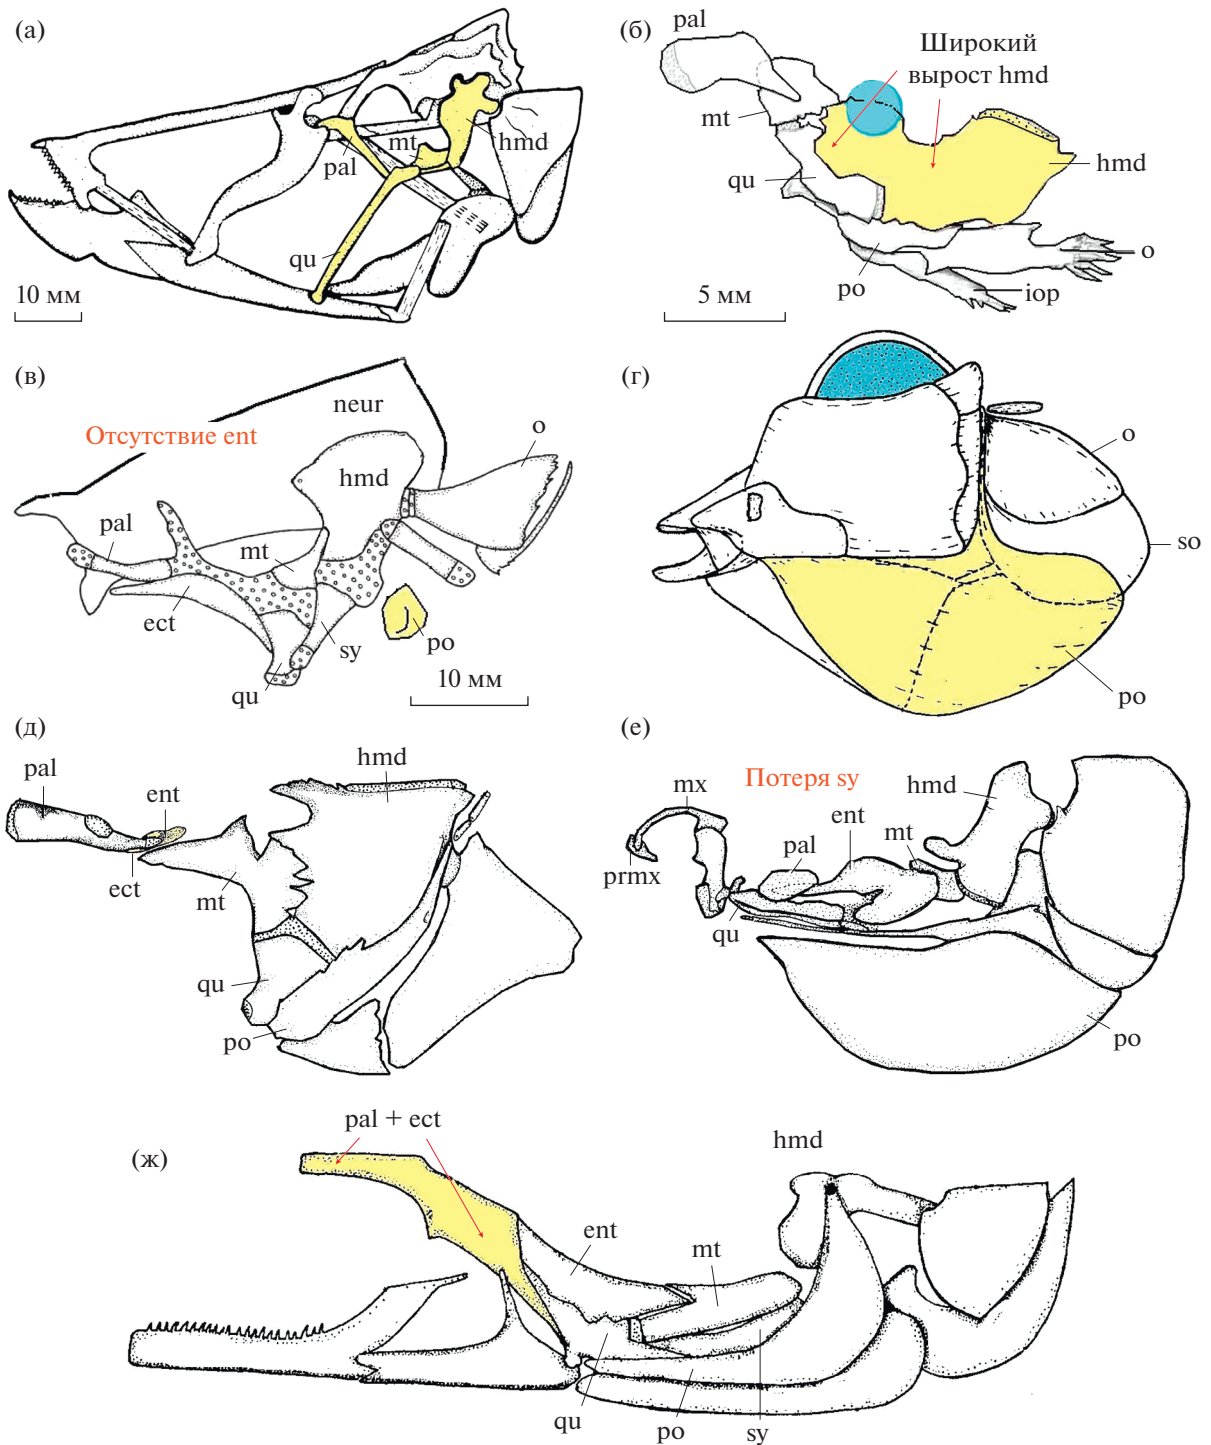 (а)
pal
mt
hmd
qu
10 мм
(б)
pal
Широкий
вырост hmd
mt
hmd
qu
o
po
iop
5 мм
(в)
neur
Отсутствие ent
o
hmd
pal
mt
ect
sy
po
qu
10 мм
(г)
o
so
po
(д)
hmd
pal
ent
ect
mt
qu
po
(е)
Потеря sy
mx
hmd
ent
mt
pal
prmx
qu
po
(ж)
pal + ect
hmd
ent
mt
qu
po
sy